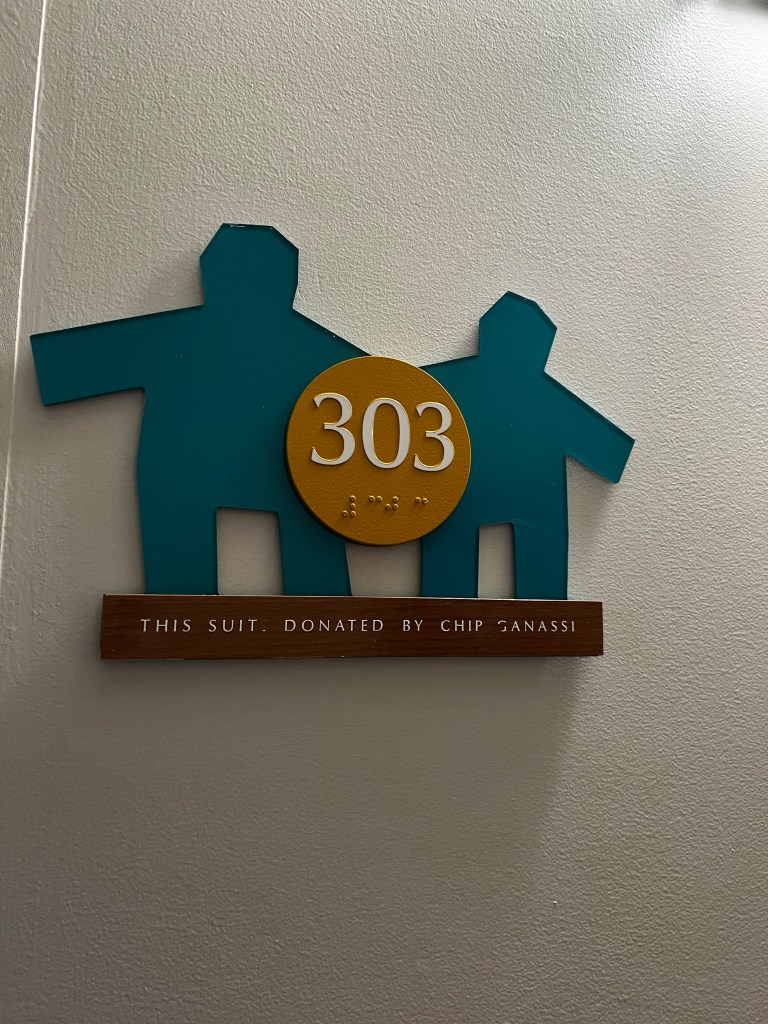 303
⠼⠉⠚⠉
THIS SUIT. DONATED BY CHIP GANASSI